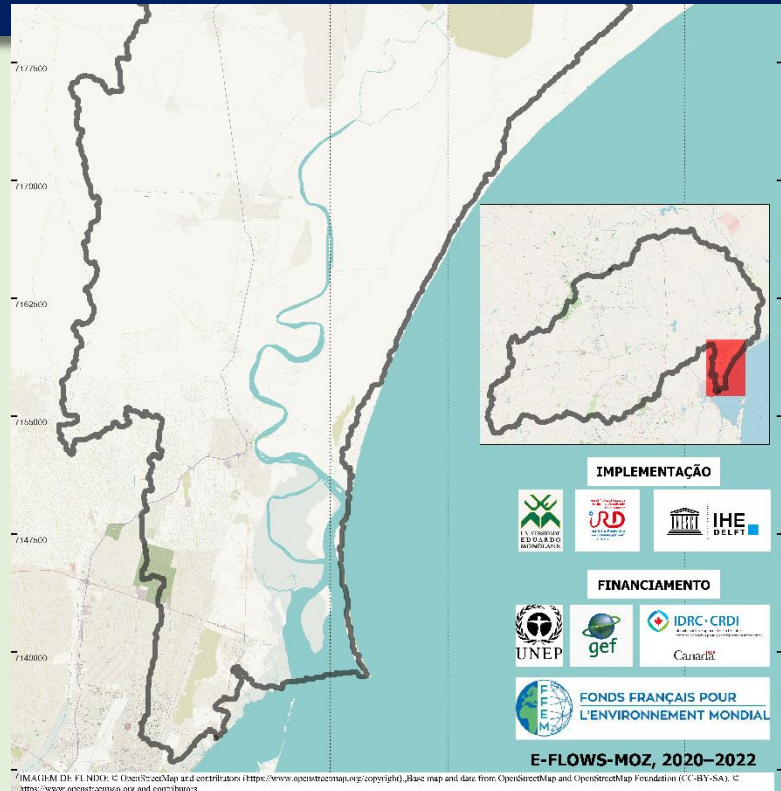 7177500
7170000
7162500
7155000
7147500
7140000
IMPLEMENTAÇÃO
UNIVERSIDADE
EDUARDO
MONDLANE
IRD
IHE
DELFT
FINANCIAMENTO
UNEP
gef
IDRC · CRDI
Canada
FFEM
FONDS FRANÇAIS POUR
L'ENVIRONNEMENT MONDIAL
E-FLOWS-MOZ, 2020–2022
IMAGEM DE FUNDO: © OpenStreetMap and contributors (https://www.openstreetmap.org/copyright),,Base map and data from OpenStreetMap and OpenStreetMap Foundation (CC-BY-SA). ©
https://www.openstreetmap.org and contributors.